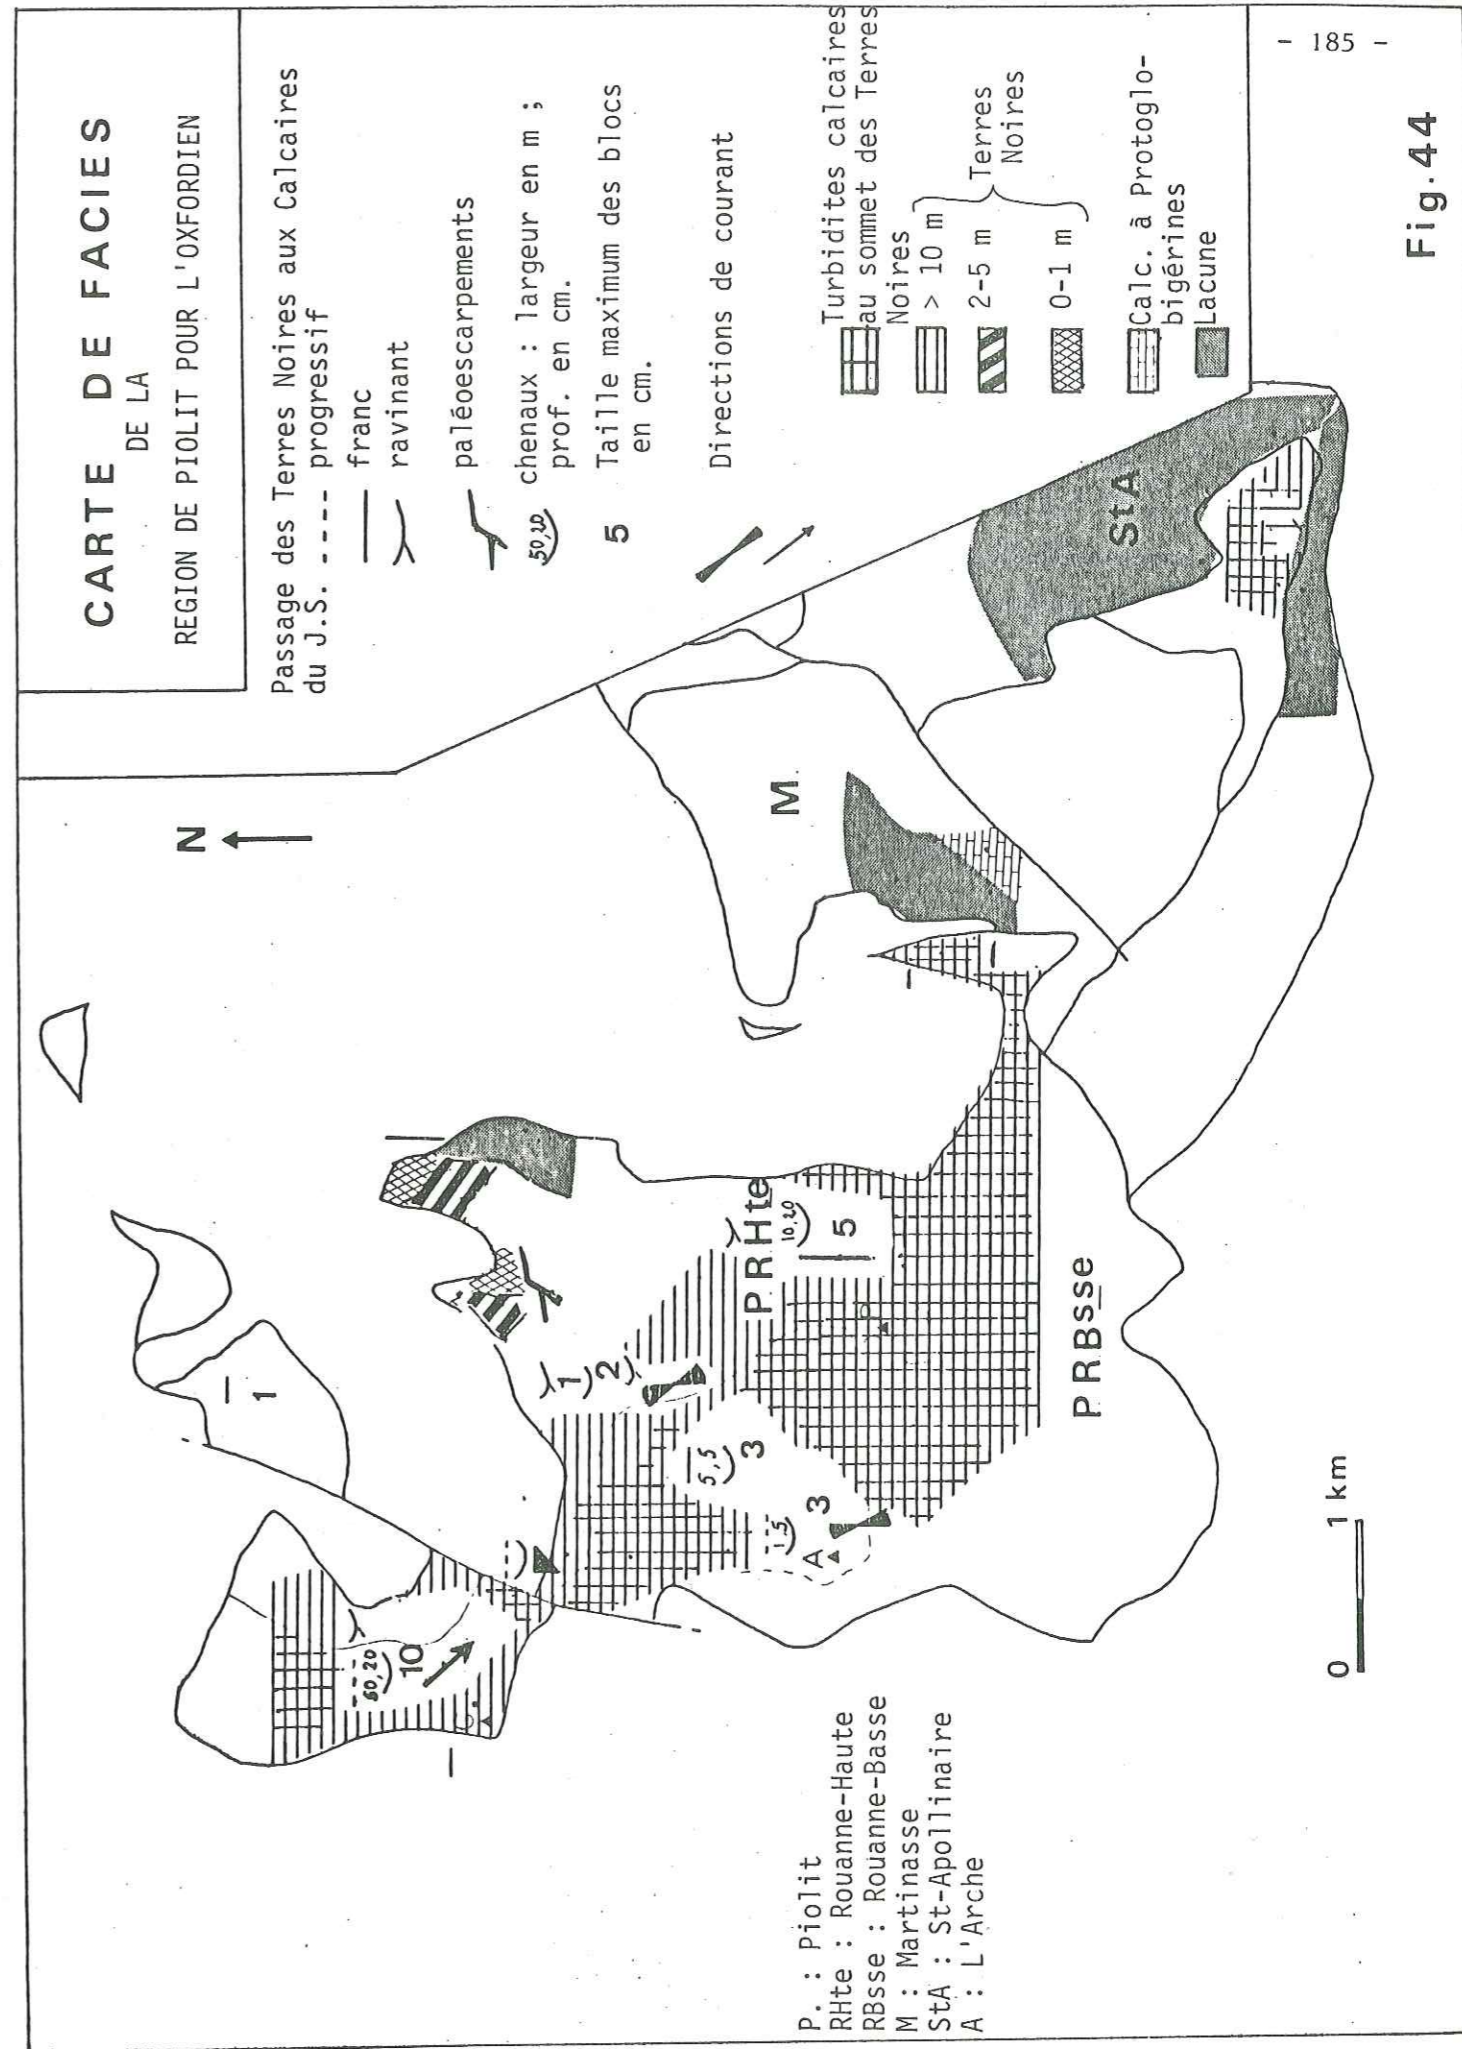 - 185 -
CARTE DE FACIES
DE LA
REGION DE PIOLIT POUR L'OXFORDIEN
Passage des Terres Noires aux Calcaires
du J.S. ---- progressif
franc
ravinant
paléoescarpements
50,20
chenaux : largeur en m ;
prof. en cm.
5
Taille maximum des blocs
en cm.
Directions de courant
Turbidites calcaires
au sommet des Terres
Noires
> 10 m
2-5 m
0-1 m
Terres
Noires
Calc. à Protoglo-
bigérines
Lacune
N
1
60,20
10
1
2
5,5
3
1,5
3
A
P.RHte
10,20
5
P.RBsse
M.
StA
0
1 km
P. : Piolit
RHte : Rouanne-Haute
RBsse : Rouanne-Basse
M : Martinasse
StA : St-Apollinaire
A : L'Arche
Fig.44